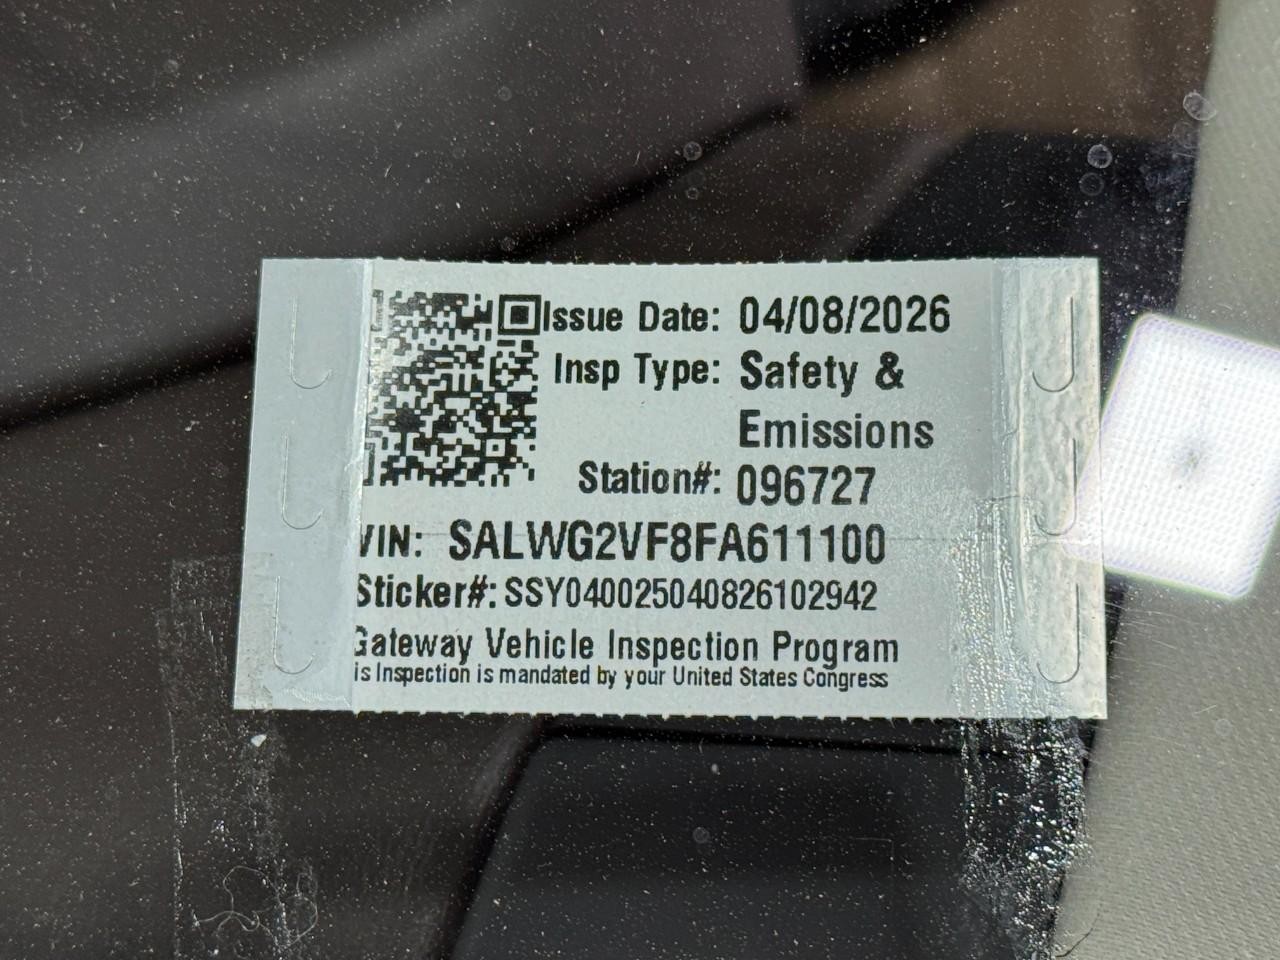 Issue Date: 04/08/2026
Insp Type: Safety &
Emissions
Station#: 096727
VIN: SALWG2VF8FA611100
Sticker#: SSY040025040826102942
Gateway Vehicle Inspection Program
is Inspection is mandated by your United States Congress